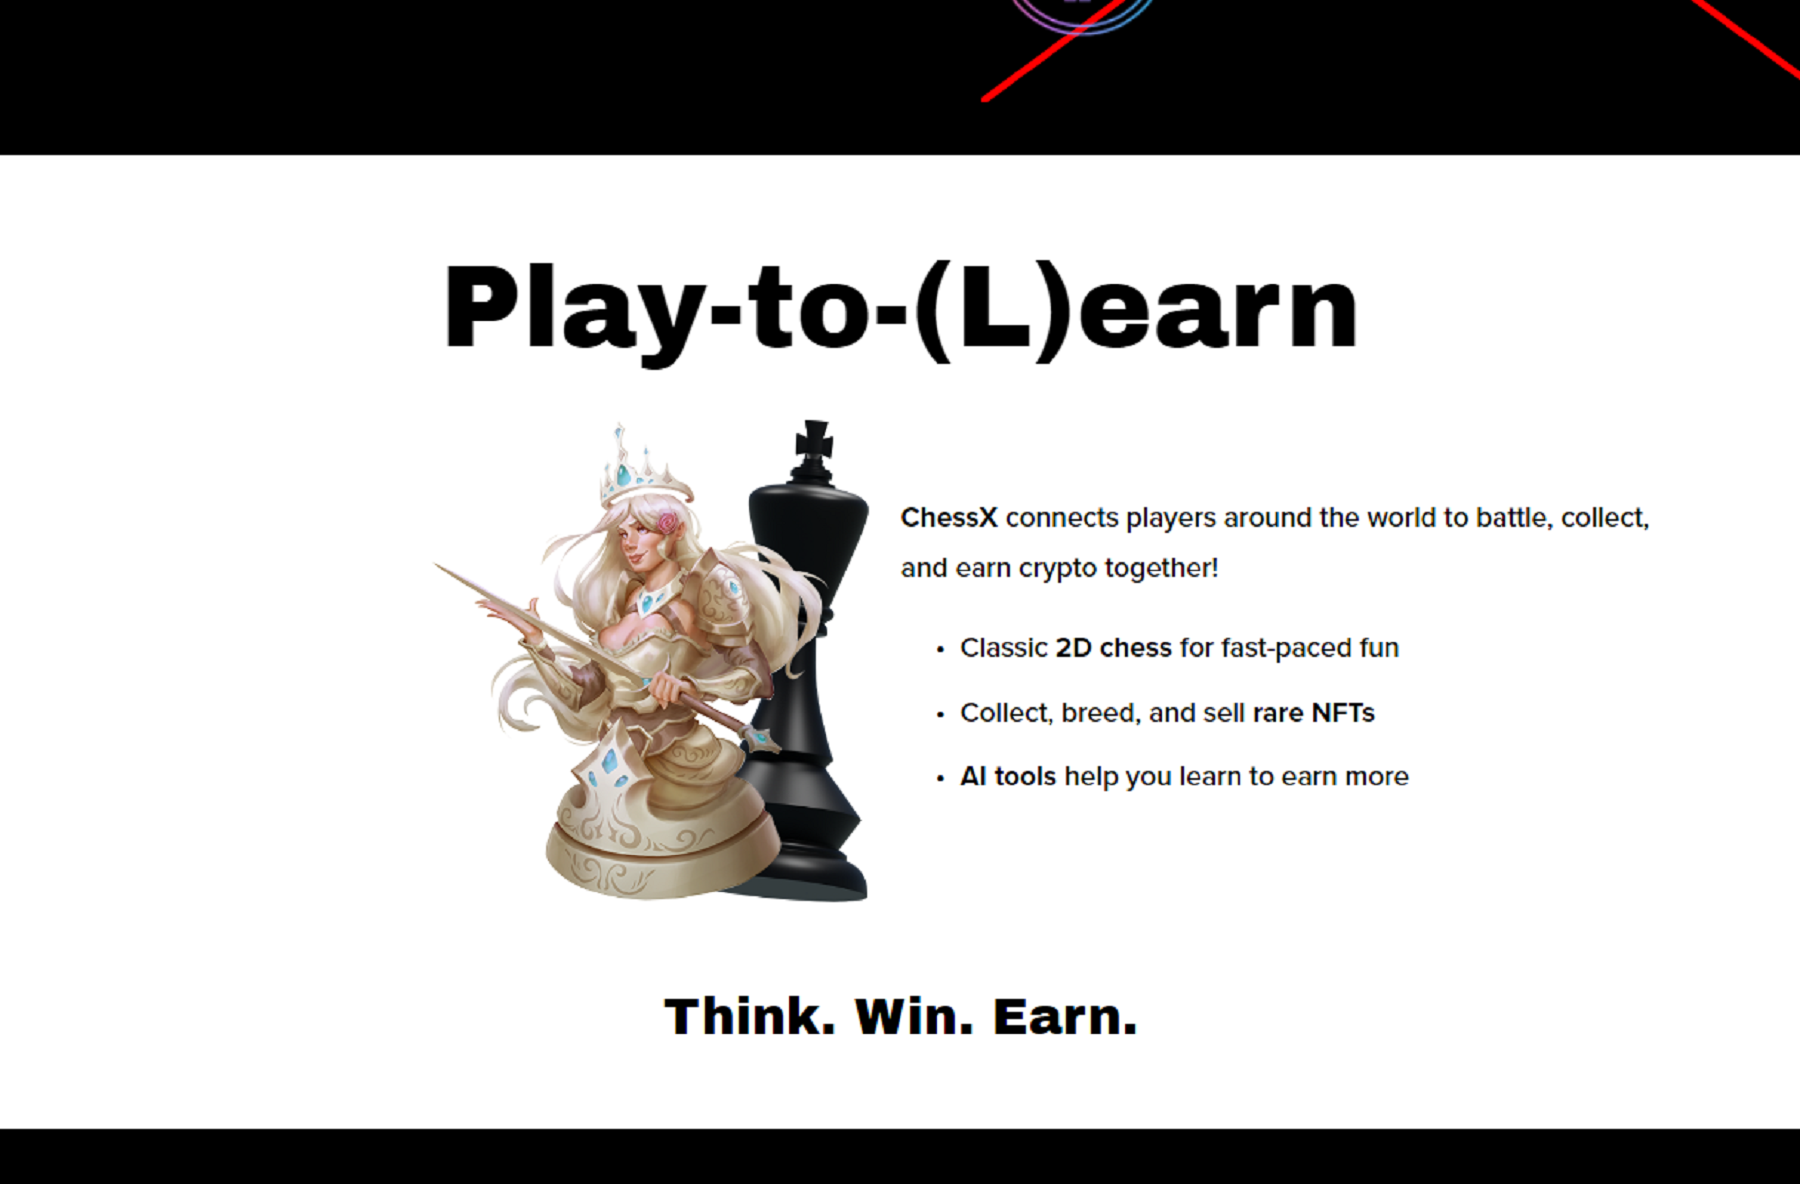 Play-to-(L)earn
ChessX connects players around the world to battle, collect,
and earn crypto together!
• Classic 2D chess for fast-paced fun
• Collect, breed, and sell rare NFTs
• AI tools help you learn to earn more
Think. Win. Earn.